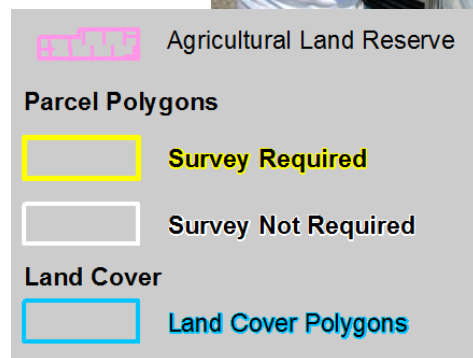 Agricultural Land Reserve
Parcel Polygons
Survey Required
Survey Not Required
Land Cover
Land Cover Polygons